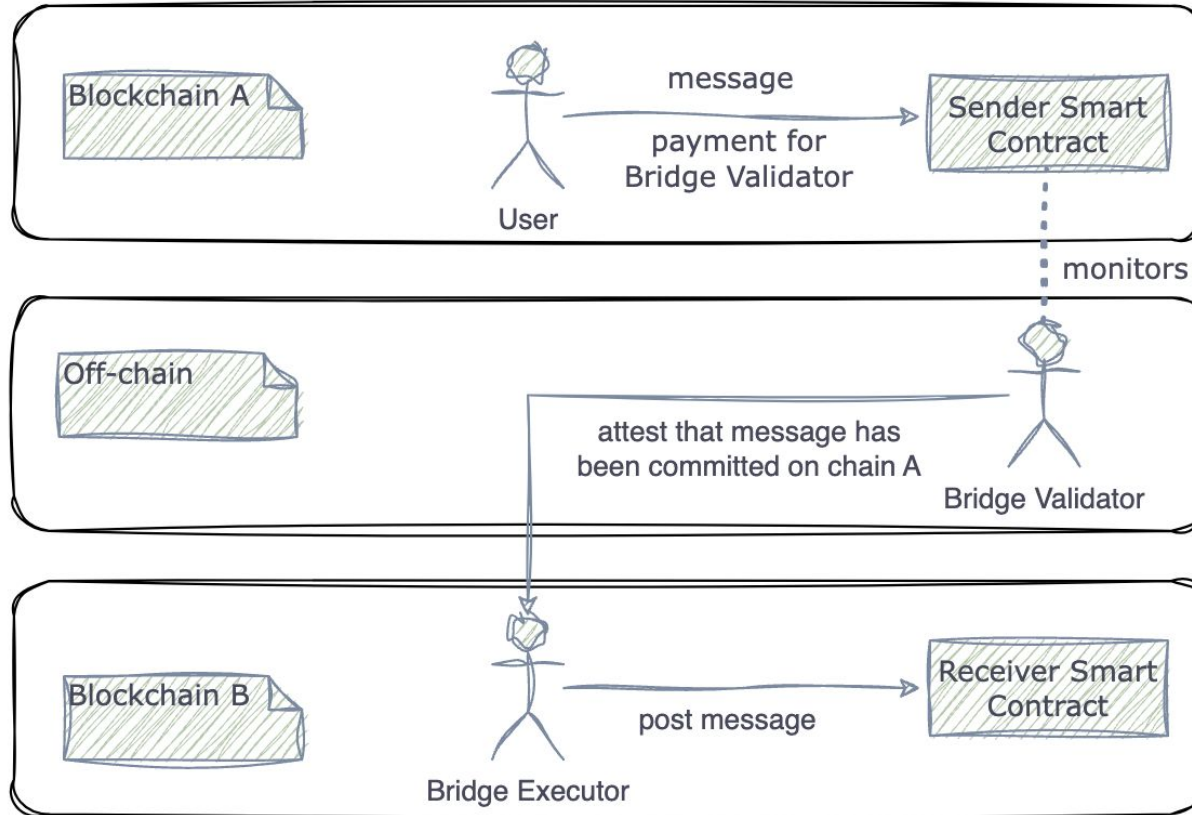 Blockchain A
message
payment for
Bridge Validator
User
Sender Smart
Contract
monitors
Off-chain
attest that message has
been committed on chain A
Bridge Validator
Blockchain B
post message
Bridge Executor
Receiver Smart
Contract